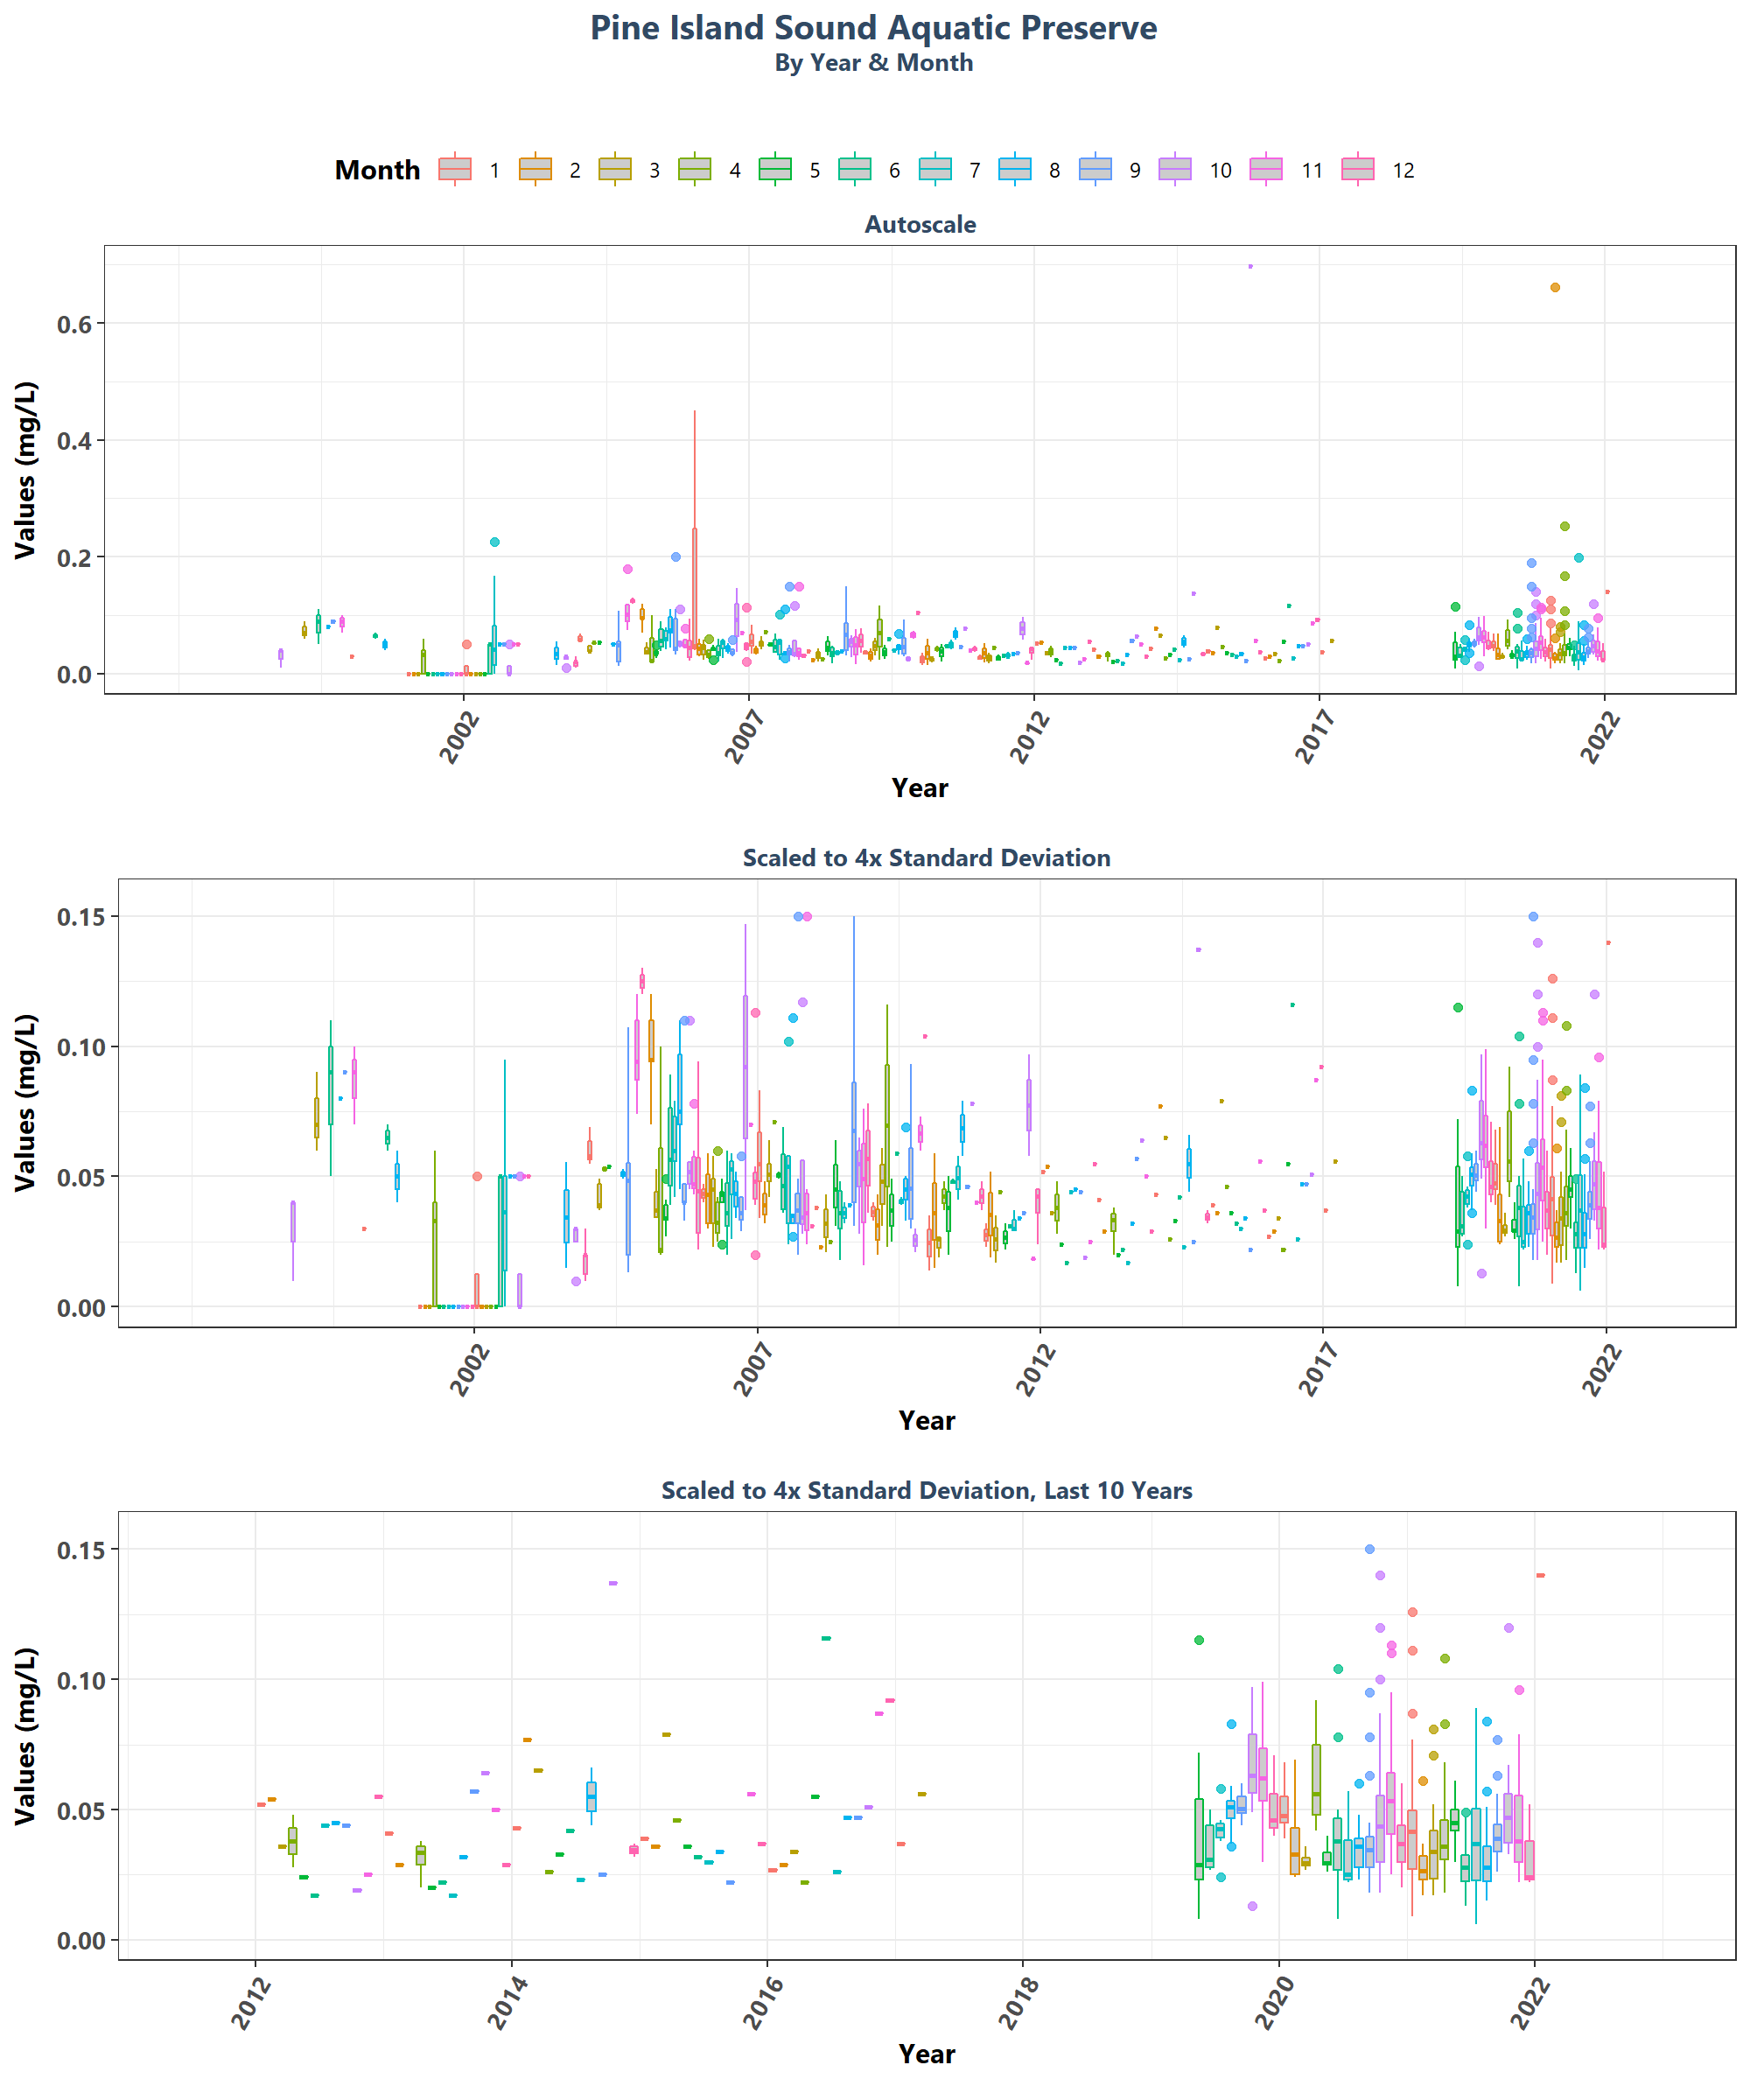 Pine Island Sound Aquatic Preserve
By Year & Month
Month 1 2 3 4 5 6 7 8 9 10 11 12
Autoscale
Values (mg/L)
0.6
0.4
0.2
0.0
2002 2007 2012 2017 2022
Year
Scaled to 4x Standard Deviation
Values (mg/L)
0.15
0.10
0.05
0.00
2002 2007 2012 2017 2022
Year
Scaled to 4x Standard Deviation, Last 10 Years
Values (mg/L)
0.15
0.10
0.05
0.00
2012 2014 2016 2018 2020 2022
Year